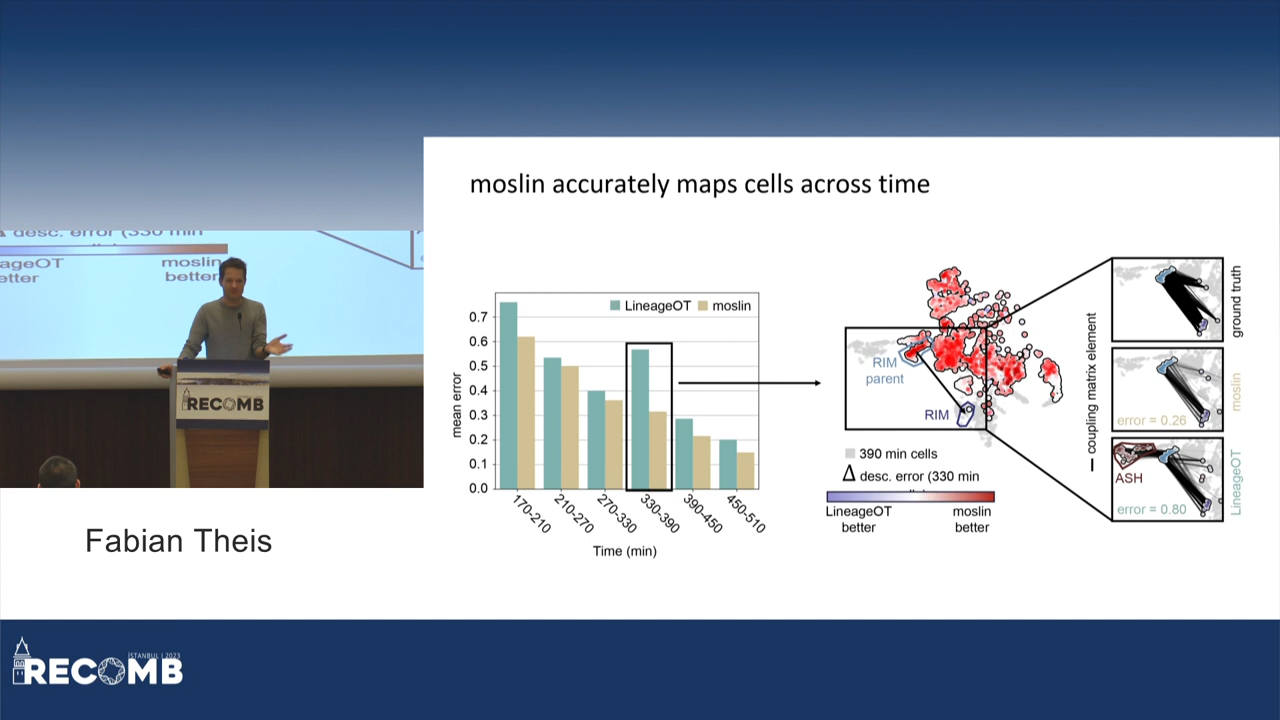 moslin accurately maps cells across time
desc. error (330 min
ageOT
etter
moslin
better
RECOMB
Fabian Theis
mean error
0.7
0.6
0.5
0.4
0.3
0.2
0.1
0.0
LineageOT
moslin
170-210
210-270
270-330
330-390
390-450
450-510
Time (min)
RIM
parent
RIM
390 min cells
Δ desc. error (330 min
LineageOT
better
moslin
better
coupling matrix element
ground truth
error = 0.26
moslin
ASH
error = 0.80
LineageOT
İSTANBUL | 2023
RECOMB